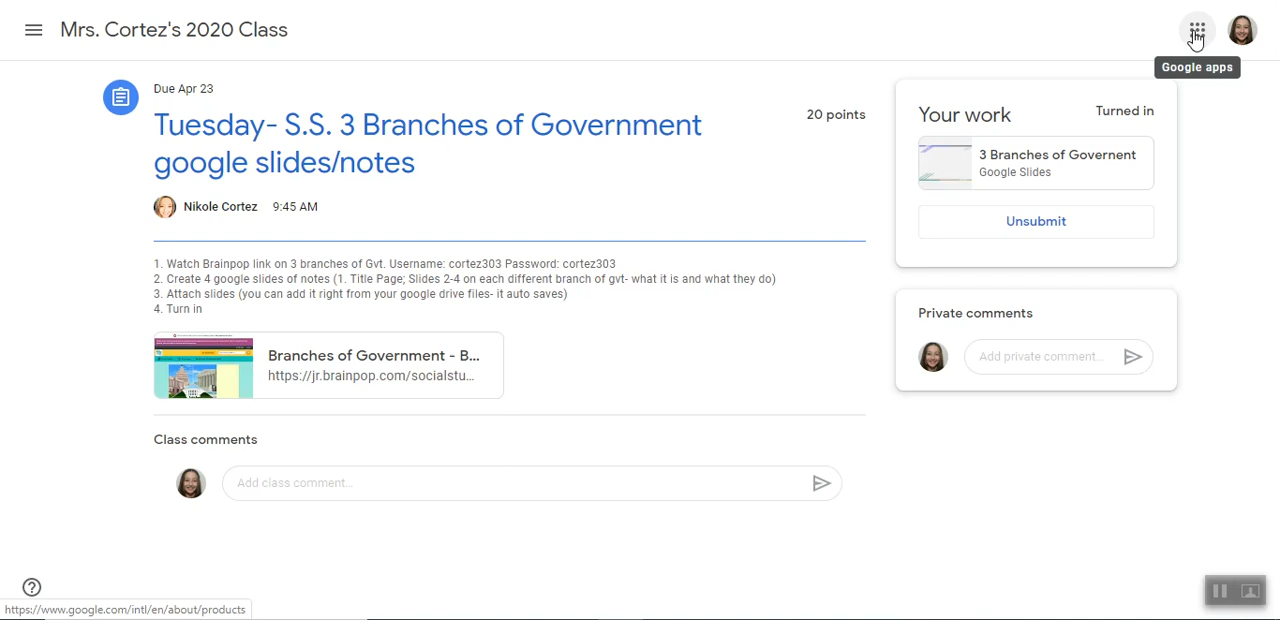 Mrs. Cortez's 2020 Class
Google apps
Due Apr 23
Tuesday- S.S. 3 Branches of Government
google slides/notes
20 points
Nikole Cortez 9:45 AM
1. Watch Brainpop link on 3 branches of Gvt. Username: cortez303 Password: cortez303
2. Create 4 google slides of notes (1. Title Page; Slides 2-4 on each different branch of gvt- what it is and what they do)
3. Attach slides (you can add it right from your google drive files- it auto saves)
4. Turn in
Branches of Government - B...
https://jr.brainpop.com/socialstu...
Class comments
Add class comment...
Your work
Turned in
3 Branches of Governent
Google Slides
Unsubmit
Private comments
Add private comment...
https://www.google.com/intl/en/about/products